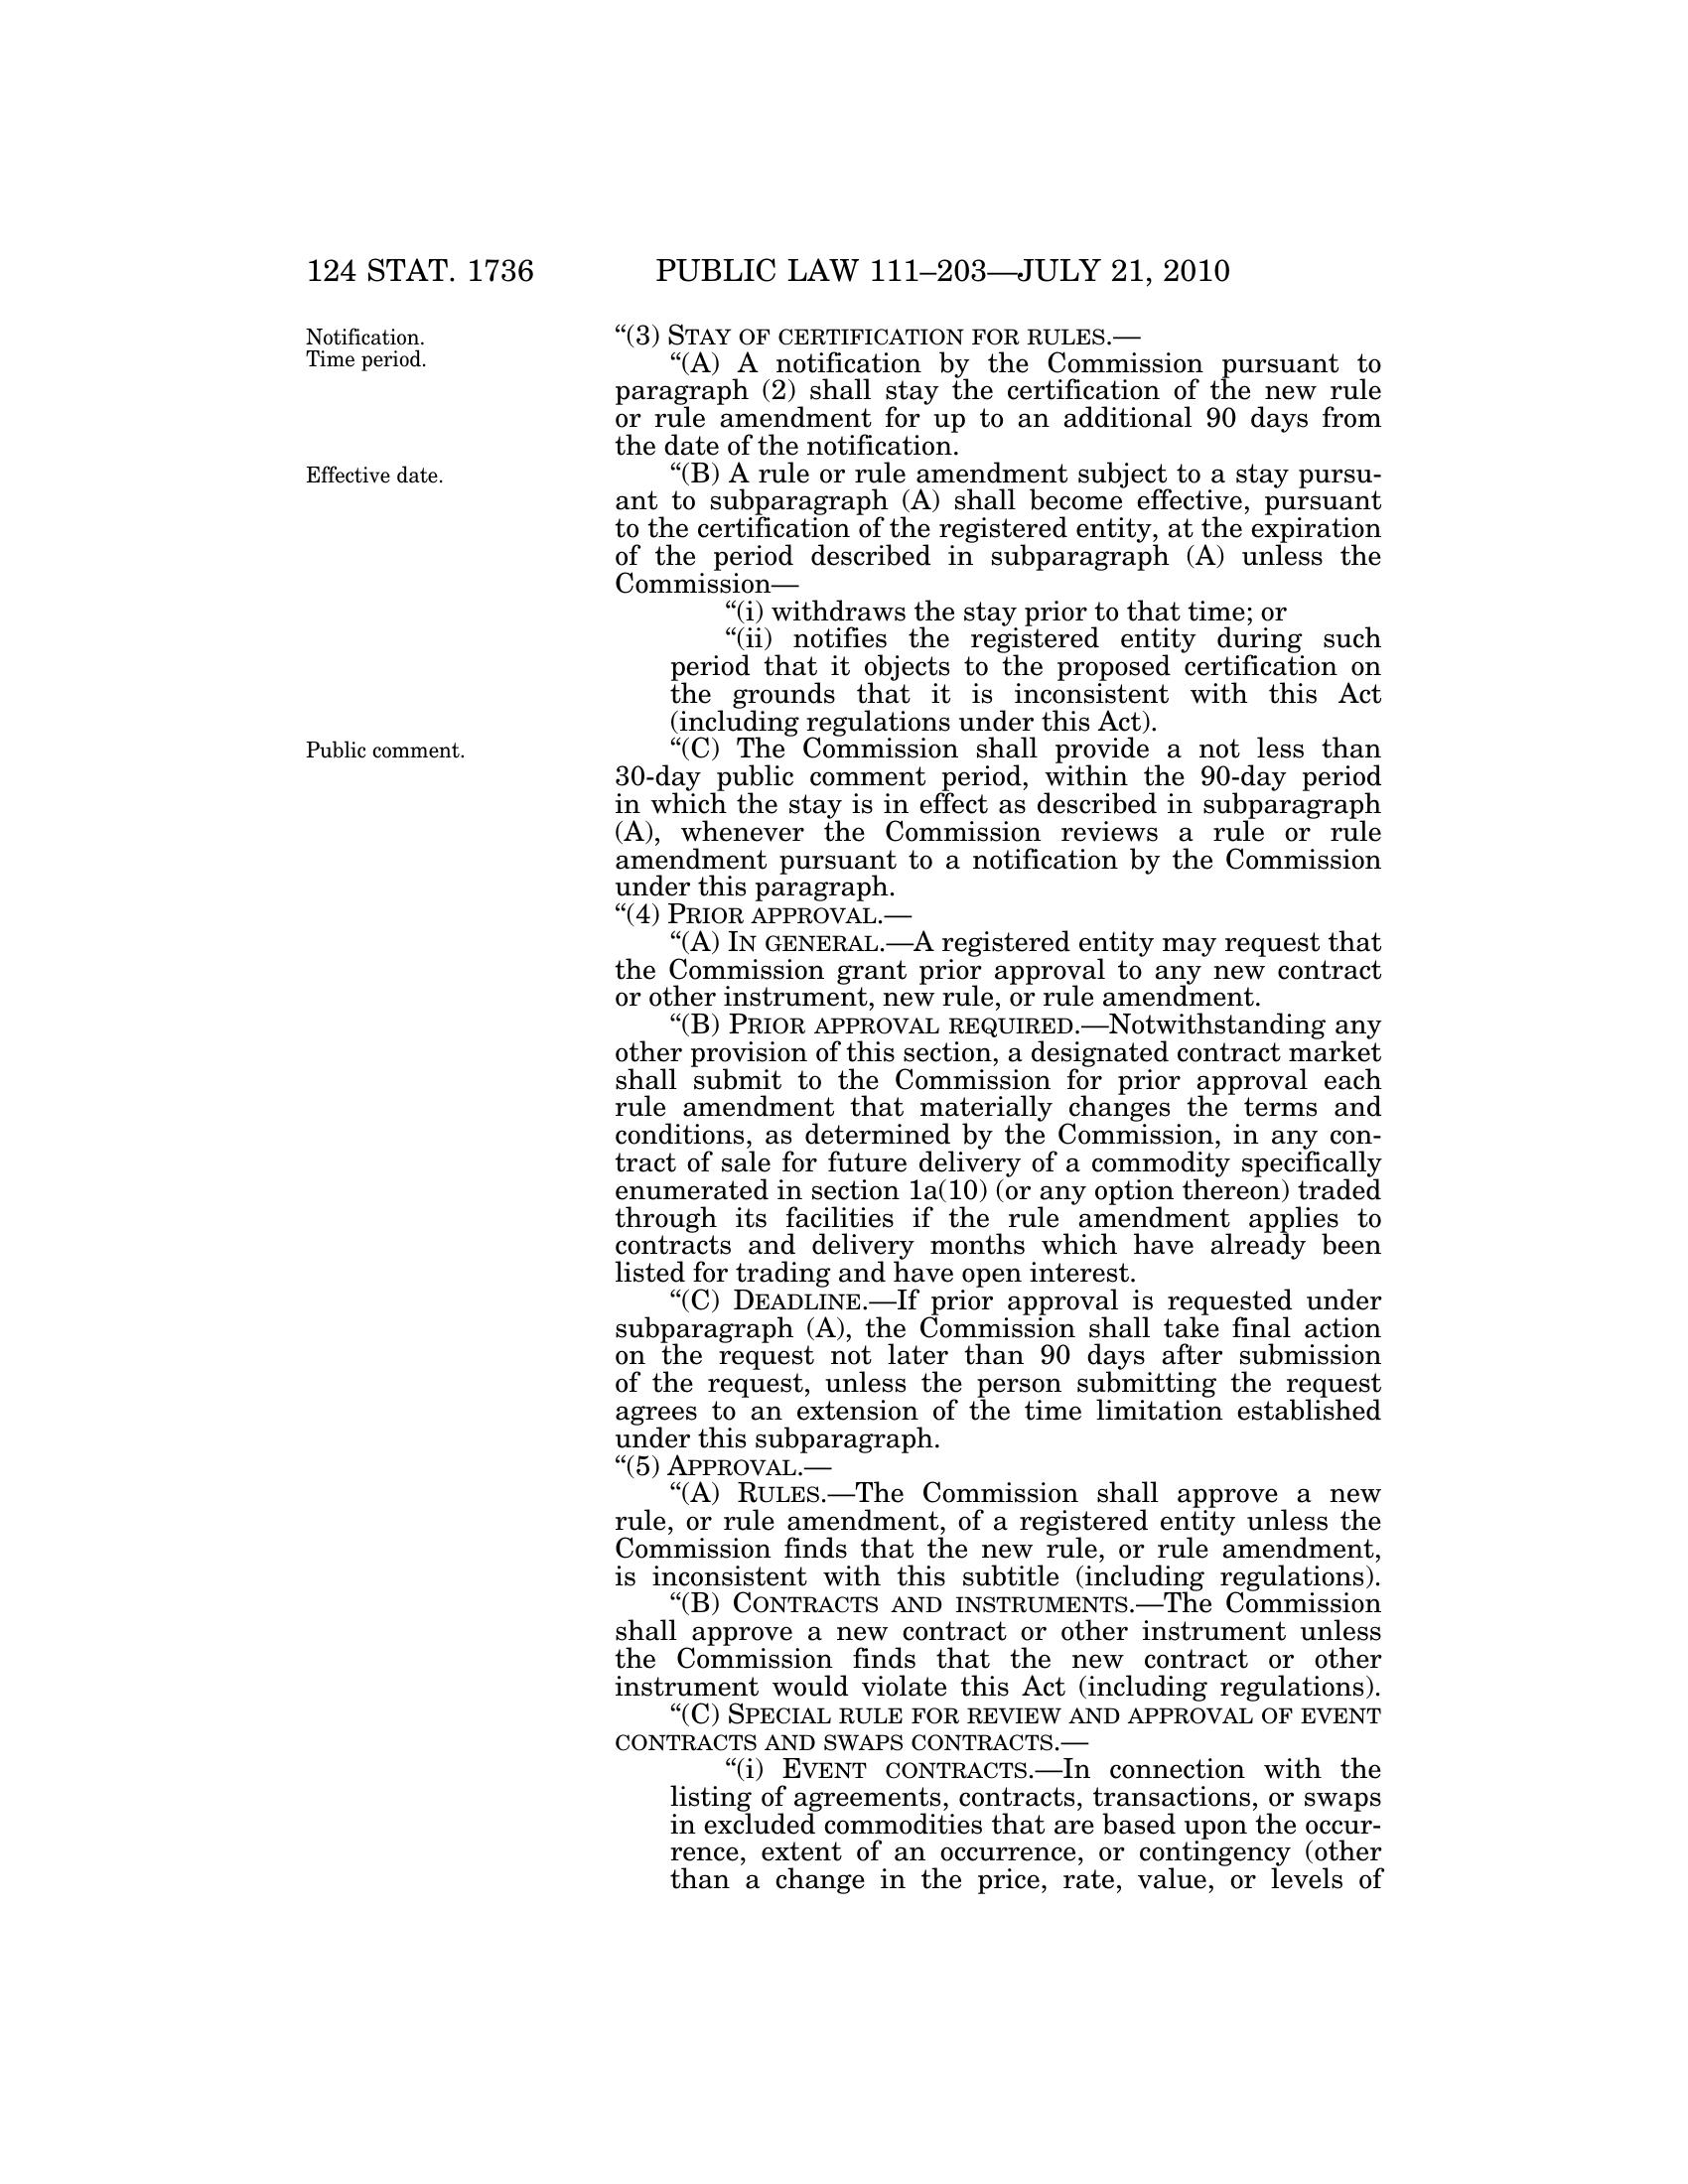 124 STAT. 1736
PUBLIC LAW 111–203—JULY 21, 2010
Notification.
Time period.
“(3) STAY OF CERTIFICATION FOR RULES.—
“(A) A notification by the Commission pursuant to
paragraph (2) shall stay the certification of the new rule
or rule amendment for up to an additional 90 days from
the date of the notification.
Effective date.
“(B) A rule or rule amendment subject to a stay pursu-
ant to subparagraph (A) shall become effective, pursuant
to the certification of the registered entity, at the expiration
of the period described in subparagraph (A) unless the
Commission—
“(i) withdraws the stay prior to that time; or
“(ii) notifies the registered entity during such
period that it objects to the proposed certification on
the grounds that it is inconsistent with this Act
(including regulations under this Act).
Public comment.
“(C) The Commission shall provide a not less than
30-day public comment period, within the 90-day period
in which the stay is in effect as described in subparagraph
(A), whenever the Commission reviews a rule or rule
amendment pursuant to a notification by the Commission
under this paragraph.
“(4) PRIOR APPROVAL.—
“(A) IN GENERAL.—A registered entity may request that
the Commission grant prior approval to any new contract
or other instrument, new rule, or rule amendment.
“(B) PRIOR APPROVAL REQUIRED.—Notwithstanding any
other provision of this section, a designated contract market
shall submit to the Commission for prior approval each
rule amendment that materially changes the terms and
conditions, as determined by the Commission, in any con-
tract of sale for future delivery of a commodity specifically
enumerated in section 1a(10) (or any option thereon) traded
through its facilities if the rule amendment applies to
contracts and delivery months which have already been
listed for trading and have open interest.
“(C) DEADLINE.—If prior approval is requested under
subparagraph (A), the Commission shall take final action
on the request not later than 90 days after submission
of the request, unless the person submitting the request
agrees to an extension of the time limitation established
under this subparagraph.
“(5) APPROVAL.—
“(A) RULES.—The Commission shall approve a new
rule, or rule amendment, of a registered entity unless the
Commission finds that the new rule, or rule amendment,
is inconsistent with this subtitle (including regulations).
“(B) CONTRACTS AND INSTRUMENTS.—The Commission
shall approve a new contract or other instrument unless
the Commission finds that the new contract or other
instrument would violate this Act (including regulations).
“(C) SPECIAL RULE FOR REVIEW AND APPROVAL OF EVENT
CONTRACTS AND SWAPS CONTRACTS.—
“(i) EVENT CONTRACTS.—In connection with the
listing of agreements, contracts, transactions, or swaps
in excluded commodities that are based upon the occur-
rence, extent of an occurrence, or contingency (other
than a change in the price, rate, value, or levels of